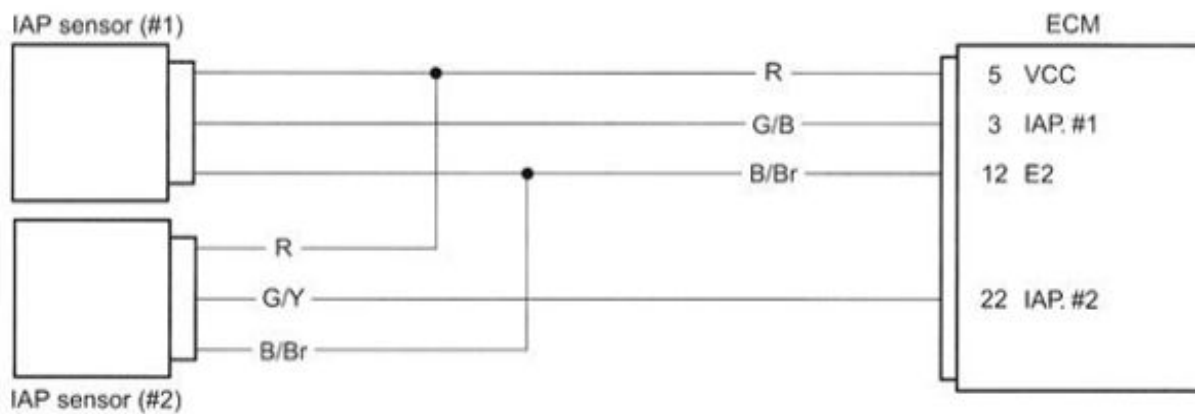 IAP sensor (#1)
ECM
R
5 VCC
G/B
3 IAP. #1
B/Br
12 E2
R
G/Y
22 IAP. #2
B/Br
IAP sensor (#2)